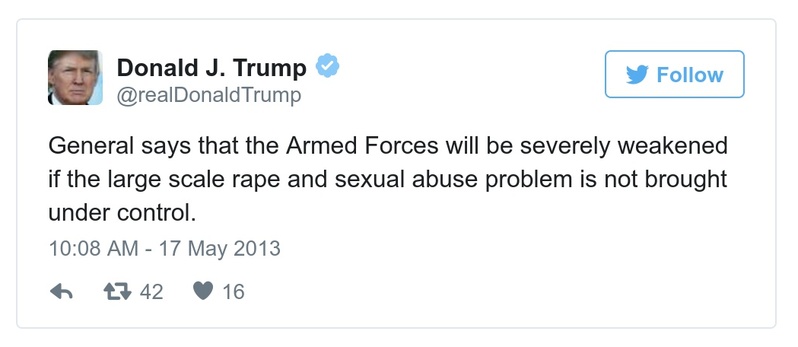 Donald J. Trump
@realDonaldTrump
Follow
General says that the Armed Forces will be severely weakened
if the large scale rape and sexual abuse problem is not brought
under control.
10:08 AM - 17 May 2013
42 16